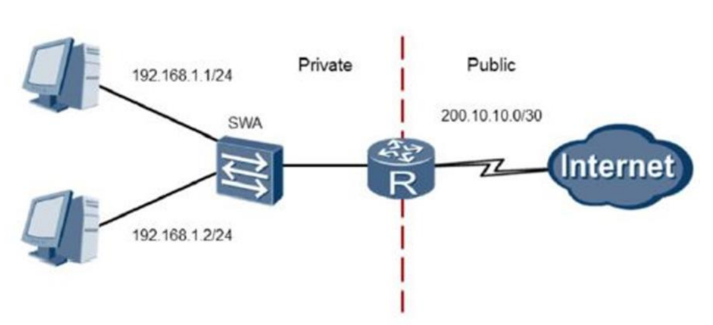 192.168.1.1/24
Private
Public
200.10.10.0/30
SWA
R
Internet
192.168.1.2/24